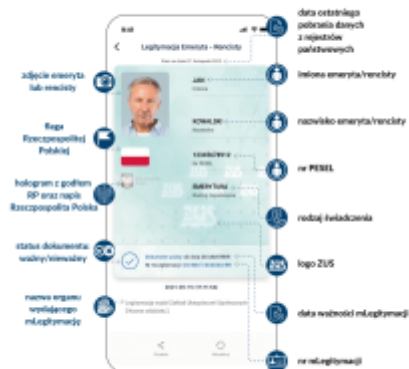 data ostatniego
pobrania danych
z rejestrów
państwowych
Legitymacja Emeryta - Rencisty
zdjęcie emeryta
lub rencisty
JAN
imiona emeryta/rencisty
Flaga
Rzeczpospolitej
Polskiej
KOWALSKI
nazwisko emeryta/rencisty
nr PESEL
hologram z godłem
RP oraz napis
Rzeczpospolita Polska
EMERYTURA
rodzaj świadczenia
ZUS
status dokumentu:
ważny/nieważny
logo ZUS
nazwa organu
wydającego
mLegitymację
data ważności mLegitymacji
nr mLegitymacji